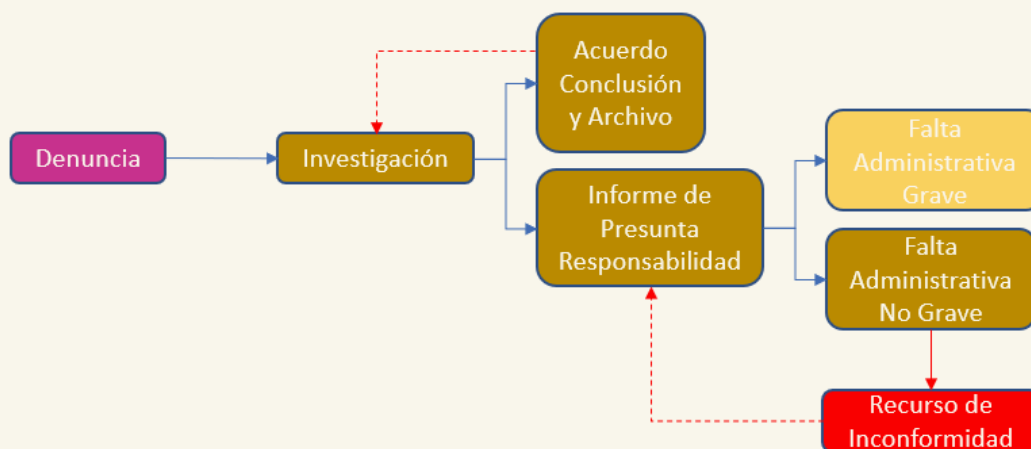 Denuncia
Investigación
Acuerdo
Conclusión
y Archivo
Informe de
Presunta
Responsabilidad
Falta
Administrativa
Grave
Falta
Administrativa
No Grave
Recurso de
Inconformidad